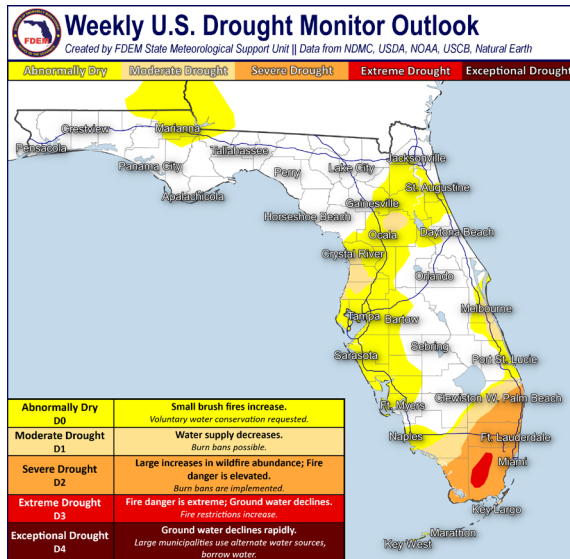 FDEM
Weekly U.S. Drought Monitor Outlook
Created by FDEM State Meteorological Support Unit || Data from NDMC, USDA, NOAA, USCB, Natural Earth
Abnormally Dry Moderate Drought Severe Drought Extreme Drought Exceptional Drought
Crestview
Marianna
Pensacola
Tallahassee
Panama City
Apalachicola
Perry
Lake City
Jacksonville
St. Augustine
Gainesville
Horseshoe Beach
Ocala
Daytona Beach
Crystal River
Orlando
Tampa
Bartow
Melbourne
Sebring
Sarasota
Port St. Lucie
Ft. Myers
Clewiston
W. Palm Beach
Naples
Ft. Lauderdale
Miami
Key Largo
Marathon
Key West
Abnormally Dry
D0
Small brush fires increase.
Voluntary water conservation requested.
Moderate Drought
D1
Water supply decreases.
Burn bans possible.
Severe Drought
D2
Large increases in wildfire abundance; Fire
danger is elevated.
Burn bans are implemented.
Extreme Drought
D3
Fire danger is extreme; Ground water declines.
Fire restrictions increase.
Exceptional Drought
D4
Ground water declines rapidly.
Large municipalities use alternate water sources,
borrow water.